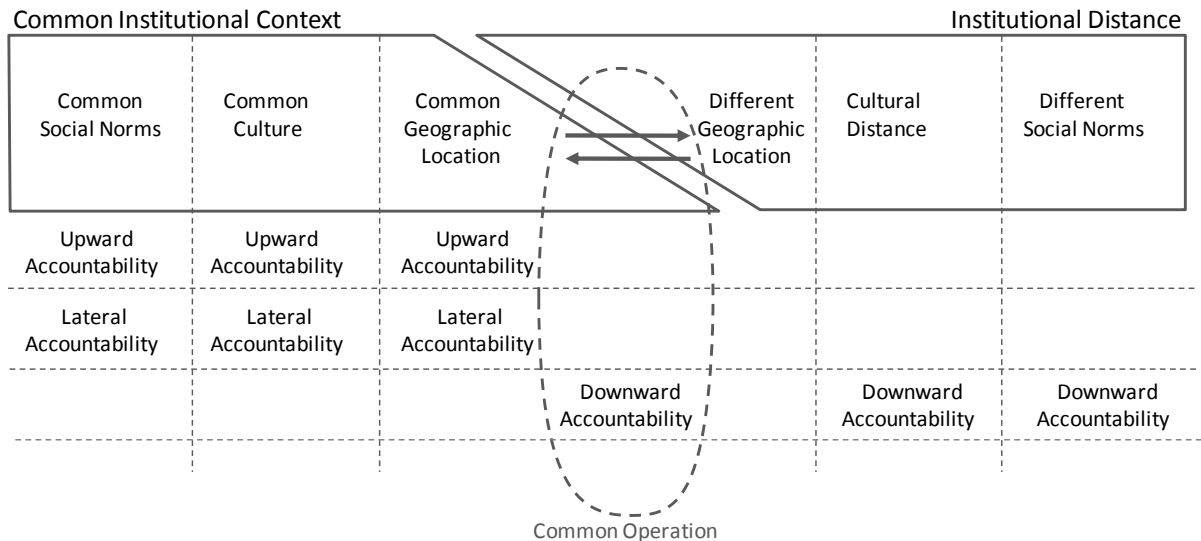 Common Institutional Context
Institutional Distance
Common
Social Norms
Common
Culture
Common
Geographic
Location
Different
Geographic
Location
Cultural
Distance
Different
Social Norms
Upward
Accountability
Upward
Accountability
Upward
Accountability
Lateral
Accountability
Lateral
Accountability
Lateral
Accountability
Downward
Accountability
Downward
Accountability
Downward
Accountability
Common Operation